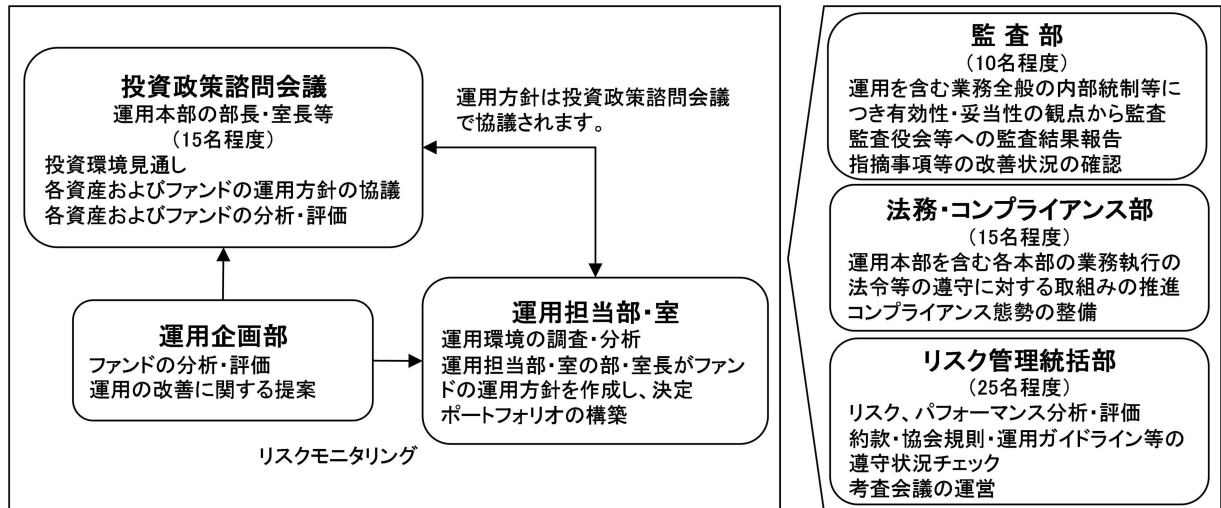 投資政策諮問会議
運用本部の部長・室長等
(15名程度)
投資環境見通し
各資産およびファンドの運用方針の協議
各資産およびファンドの分析・評価
運用方針は投資政策諮問会議
で協議されます。
運用企画部
ファンドの分析・評価
運用の改善に関する提案
運用担当部・室
運用環境の調査・分析
運用担当部・室の部・室長がファン
ドの運用方針を作成し、決定
ポートフォリオの構築
リスクモニタリング
監 査 部
(10名程度)
運用を含む業務全般の内部統制等に
つき有効性・妥当性の観点から監査
監査役会等への監査結果報告
指摘事項等の改善状況の確認
法務・コンプライアンス部
(15名程度)
運用本部を含む各本部の業務執行の
法令等の遵守に対する取組みの推進
コンプライアンス態勢の整備
リスク管理統括部
(25名程度)
リスク、パフォーマンス分析・評価
約款・協会規則・運用ガイドライン等の
遵守状況チェック
考査会議の運営